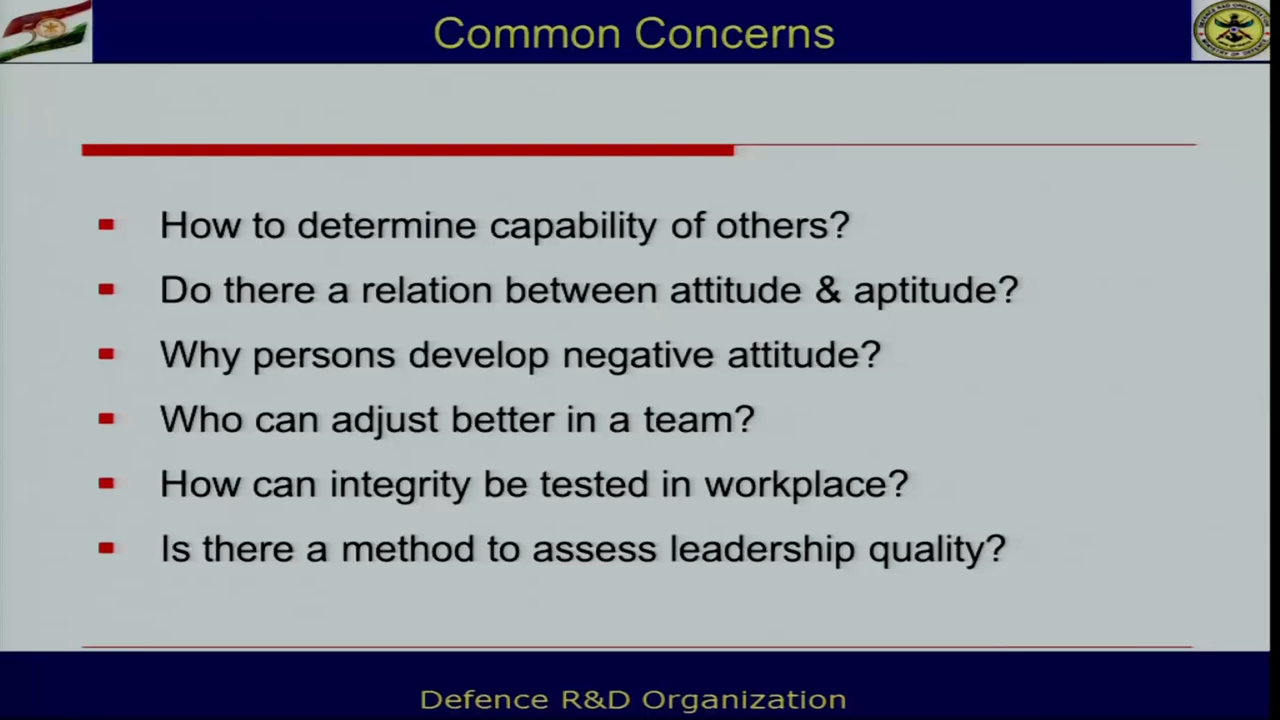 Common Concerns
How to determine capability of others?
Do there a relation between attitude & aptitude?
Why persons develop negative attitude?
Who can adjust better in a team?
How can integrity be tested in workplace?
Is there a method to assess leadership quality?
Defence R&D Organization